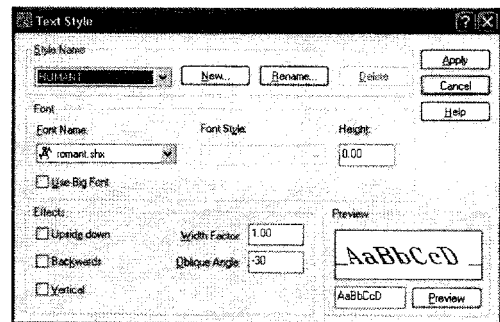 Text Style
Style Name
ROMANT
New...
Rename...
Delete
Apply
Cancel
Help
Font
Font Name:
Font Style:
Height:
romant.shx
0.00
Use Big Font
Effects
Upside down
Width Factor:
1.00
Backwards
Oblique Angle:
-30
Vertical
Preview
AaBbCcD
AaBbCcD
Preview